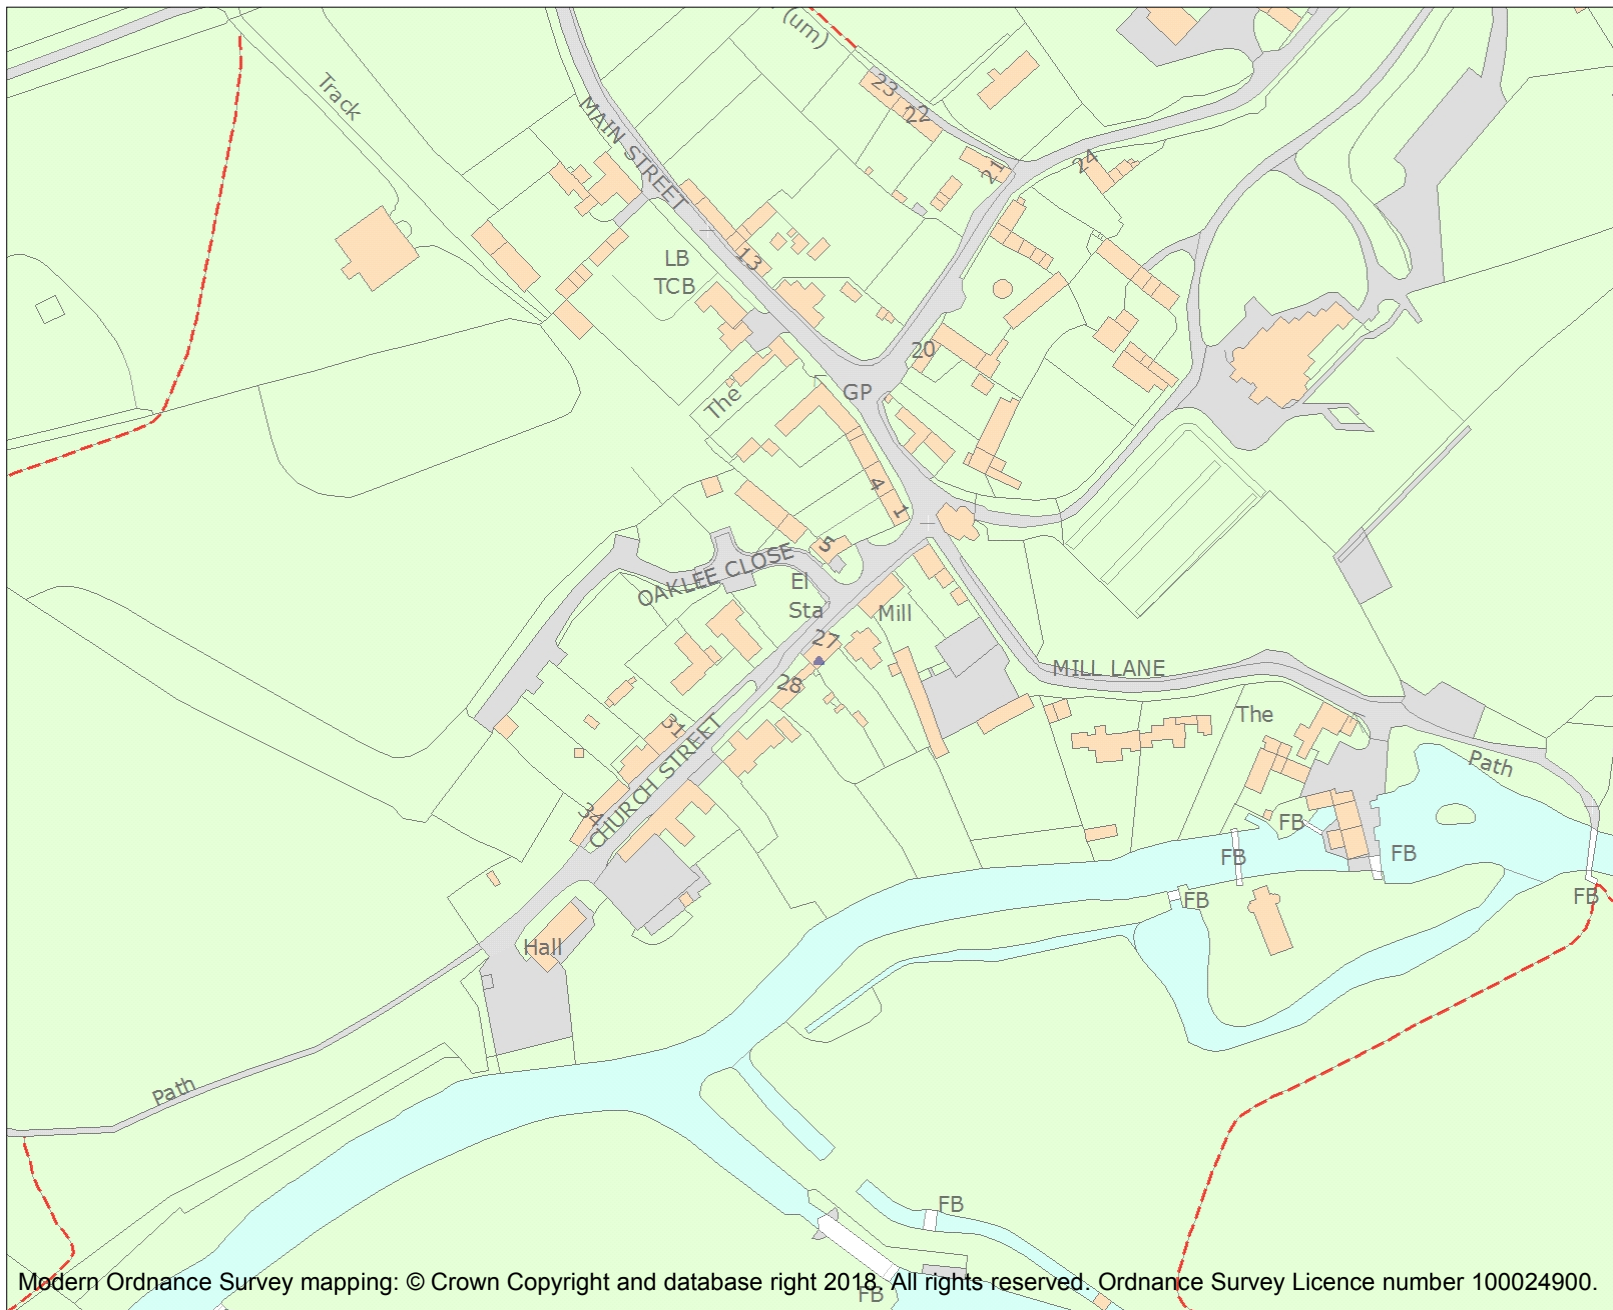 (um)
Track
23
22
MAIN STREET
21
24
LB
TCB
13
20
GP
The
4
1
5
OAKLEE CLOSE
El
Sta
Mill
27
MILL LANE
28
31
The
CHURCH STREET
Path
34
FB
FB
FB
FB
FB
Hall
Path
FB
FB
Modern Ordnance Survey mapping: © Crown Copyright and database right 2018. All rights reserved. Ordnance Survey Licence number 100024900.